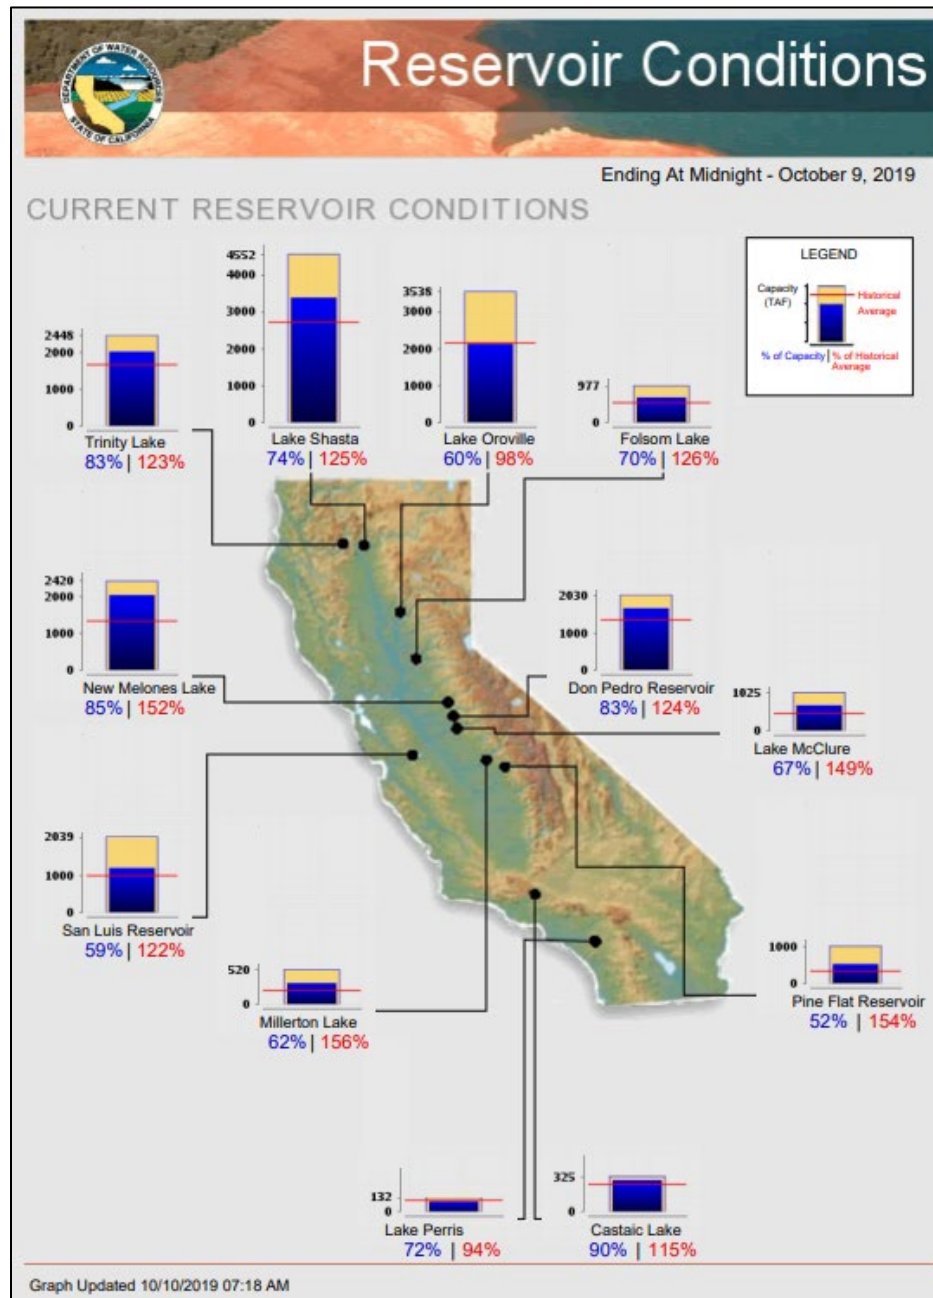 DEPARTMENT OF WATER RESOURCES
STATE OF CALIFORNIA
Reservoir Conditions
Ending At Midnight - October 9, 2019
CURRENT RESERVOIR CONDITIONS
LEGEND
Capacity
(TAF)
Historical
Average
% of Capacity | % of Historical
Average
2448
2000
1000
0
Trinity Lake
83% | 123%
4552
4000
3000
2000
1000
0
Lake Shasta
74% | 125%
3538
3000
2000
1000
0
Lake Oroville
60% | 98%
977
0
Folsom Lake
70% | 126%
2420
2000
1000
0
New Melones Lake
85% | 152%
2030
1000
0
Don Pedro Reservoir
83% | 124%
1025
0
Lake McClure
67% | 149%
2039
1000
0
San Luis Reservoir
59% | 122%
520
0
Millerton Lake
62% | 156%
1000
0
Pine Flat Reservoir
52% | 154%
132
0
Lake Perris
72% | 94%
325
0
Castaic Lake
90% | 115%
Graph Updated 10/10/2019 07:18 AM